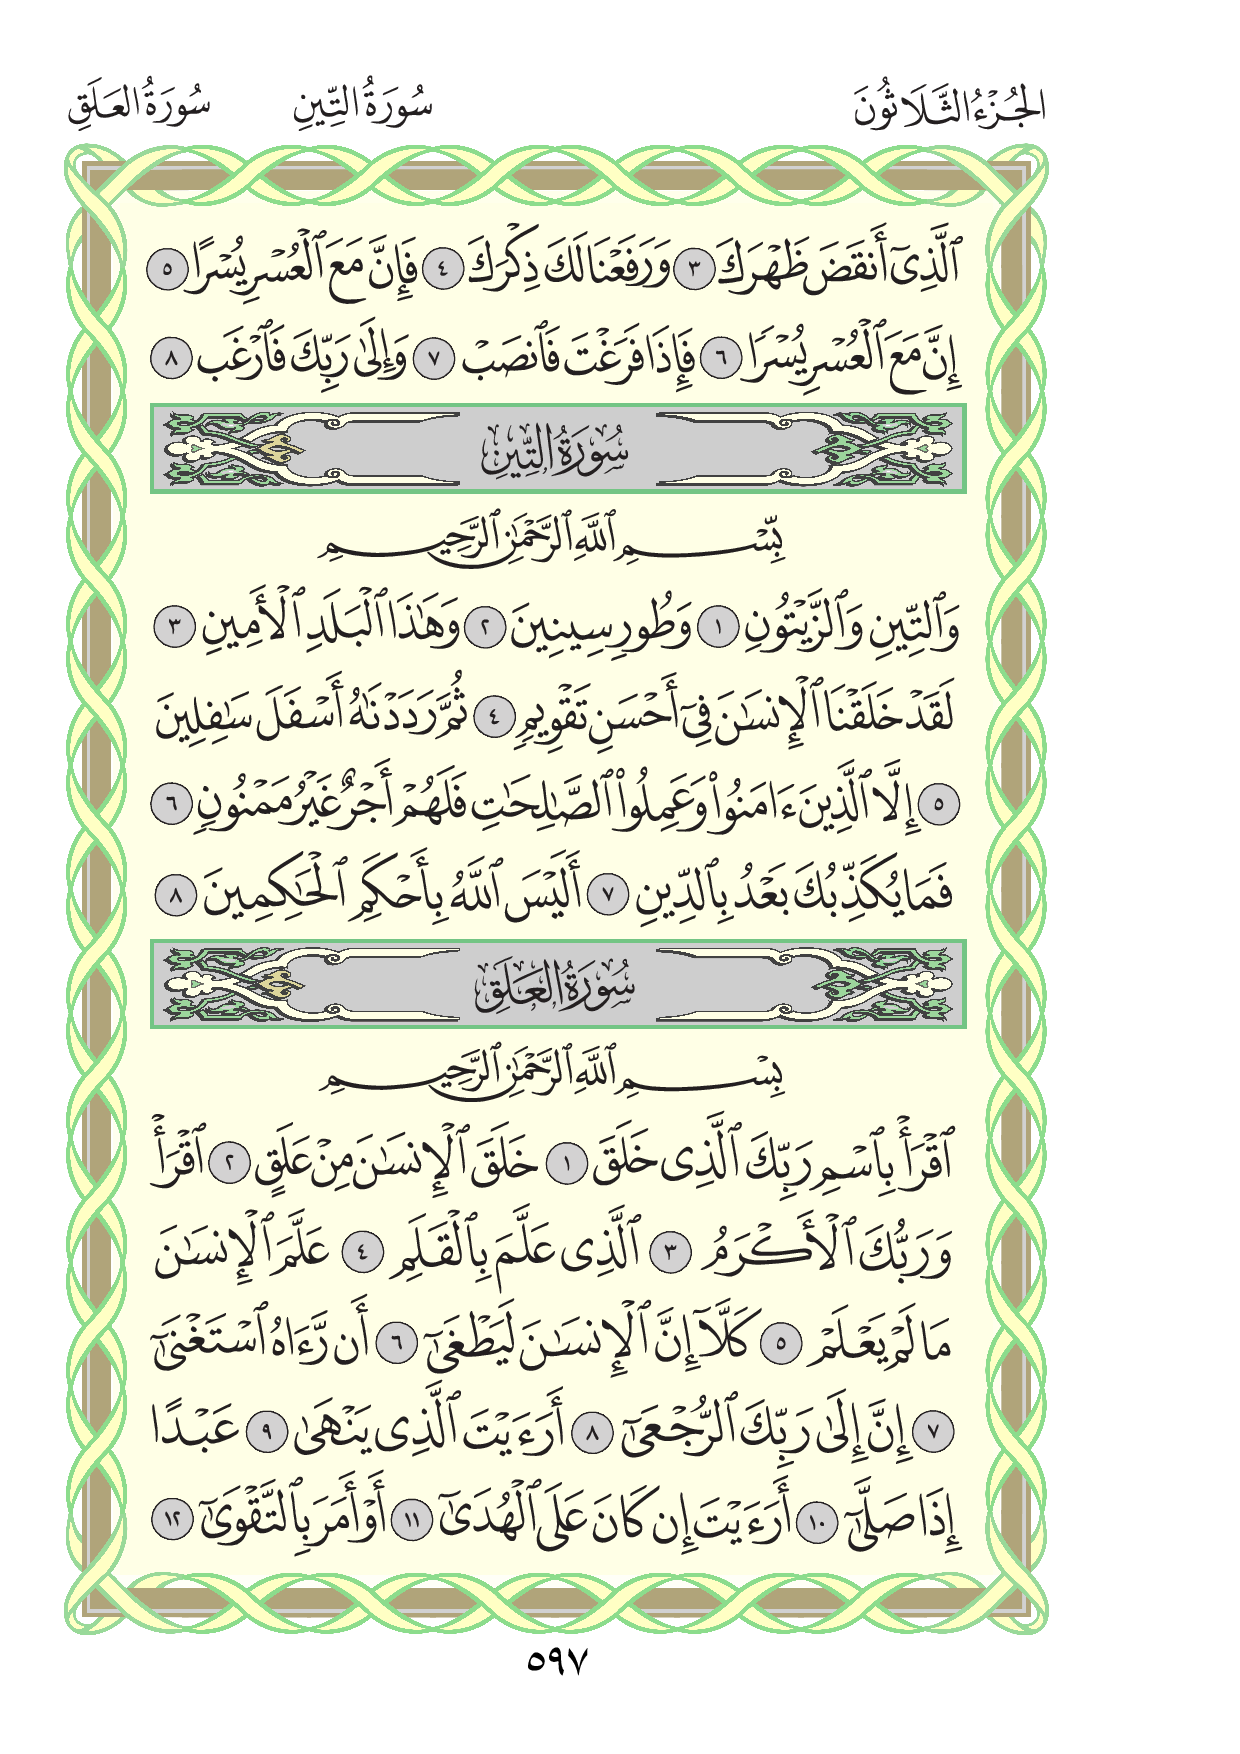 الجُزْءُ الثَّلَاثُونَ سُورَةُ التِّينِ سُورَةُ العَلَقِ
ٱلَّذِىٓ أَنقَضَ ظَهْرَكَ ٣ وَرَفَعْنَا لَكَ ذِكْرَكَ ٤ فَإِنَّ مَعَ ٱلْعُسْرِ يُسْرًا ٥
إِنَّ مَعَ ٱلْعُسْرِ يُسْرًا ٦ فَإِذَا فَرَغْتَ فَٱنصَبْ ٧ وَإِلَىٰ رَبِّكَ فَٱرْغَب ٨
سُورَةُ التِّينِ
بِّسْمِ ٱللَّهِ ٱلرَّحْمَٰنِ ٱلرَّحِيمِ
وَٱلتِّينِ وَٱلزَّيْتُونِ ١ وَطُورِ سِينِينَ ٢ وَهَٰذَا ٱلْبَلَدِ ٱلْأَمِينِ ٣
لَقَدْ خَلَقْنَا ٱلْإِنسَٰنَ فِىٓ أَحْسَنِ تَقْوِيمٍ ٤ ثُمَّ رَدَدْنَٰهُ أَسْفَلَ سَٰفِلِينَ
٥ إِلَّا ٱلَّذِينَ ءَامَنُوا۟ وَعَمِلُوا۟ ٱلصَّٰلِحَٰتِ فَلَهُمْ أَجْرٌ غَيْرُ مَمْنُونٍ ٦
فَمَا يُكَذِّبُكَ بَعْدُ بِٱلدِّينِ ٧ أَلَيْسَ ٱللَّهُ بِأَحْكَمِ ٱلْحَٰكِمِينَ ٨
سُورَةُ العَلَقِ
بِسْمِ ٱللَّهِ ٱلرَّحْمَٰنِ ٱلرَّحِيمِ
ٱقْرَأْ بِٱسْمِ رَبِّكَ ٱلَّذِى خَلَقَ ١ خَلَقَ ٱلْإِنسَٰنَ مِنْ عَلَقٍ ٢ ٱقْرَأْ
وَرَبُّكَ ٱلْأَكْرَمُ ٣ ٱلَّذِى عَلَّمَ بِٱلْقَلَمِ ٤ عَلَّمَ ٱلْإِنسَٰنَ
مَا لَمْ يَعْلَمْ ٥ كَلَّآ إِنَّ ٱلْإِنسَٰنَ لَيَطْغَىٰٓ ٦ أَن رَّءَاهُ ٱسْتَغْنَىٰٓ
٧ إِنَّ إِلَىٰ رَبِّكَ ٱلرُّجْعَىٰٓ ٨ أَرَءَيْتَ ٱلَّذِى يَنْهَىٰ ٩ عَبْدًا
إِذَا صَلَّىٰٓ ١٠ أَرَءَيْتَ إِن كَانَ عَلَى ٱلْهُدَىٰٓ ١١ أَوْ أَمَرَ بِٱلتَّقْوَىٰٓ ١٢
٥٩٧